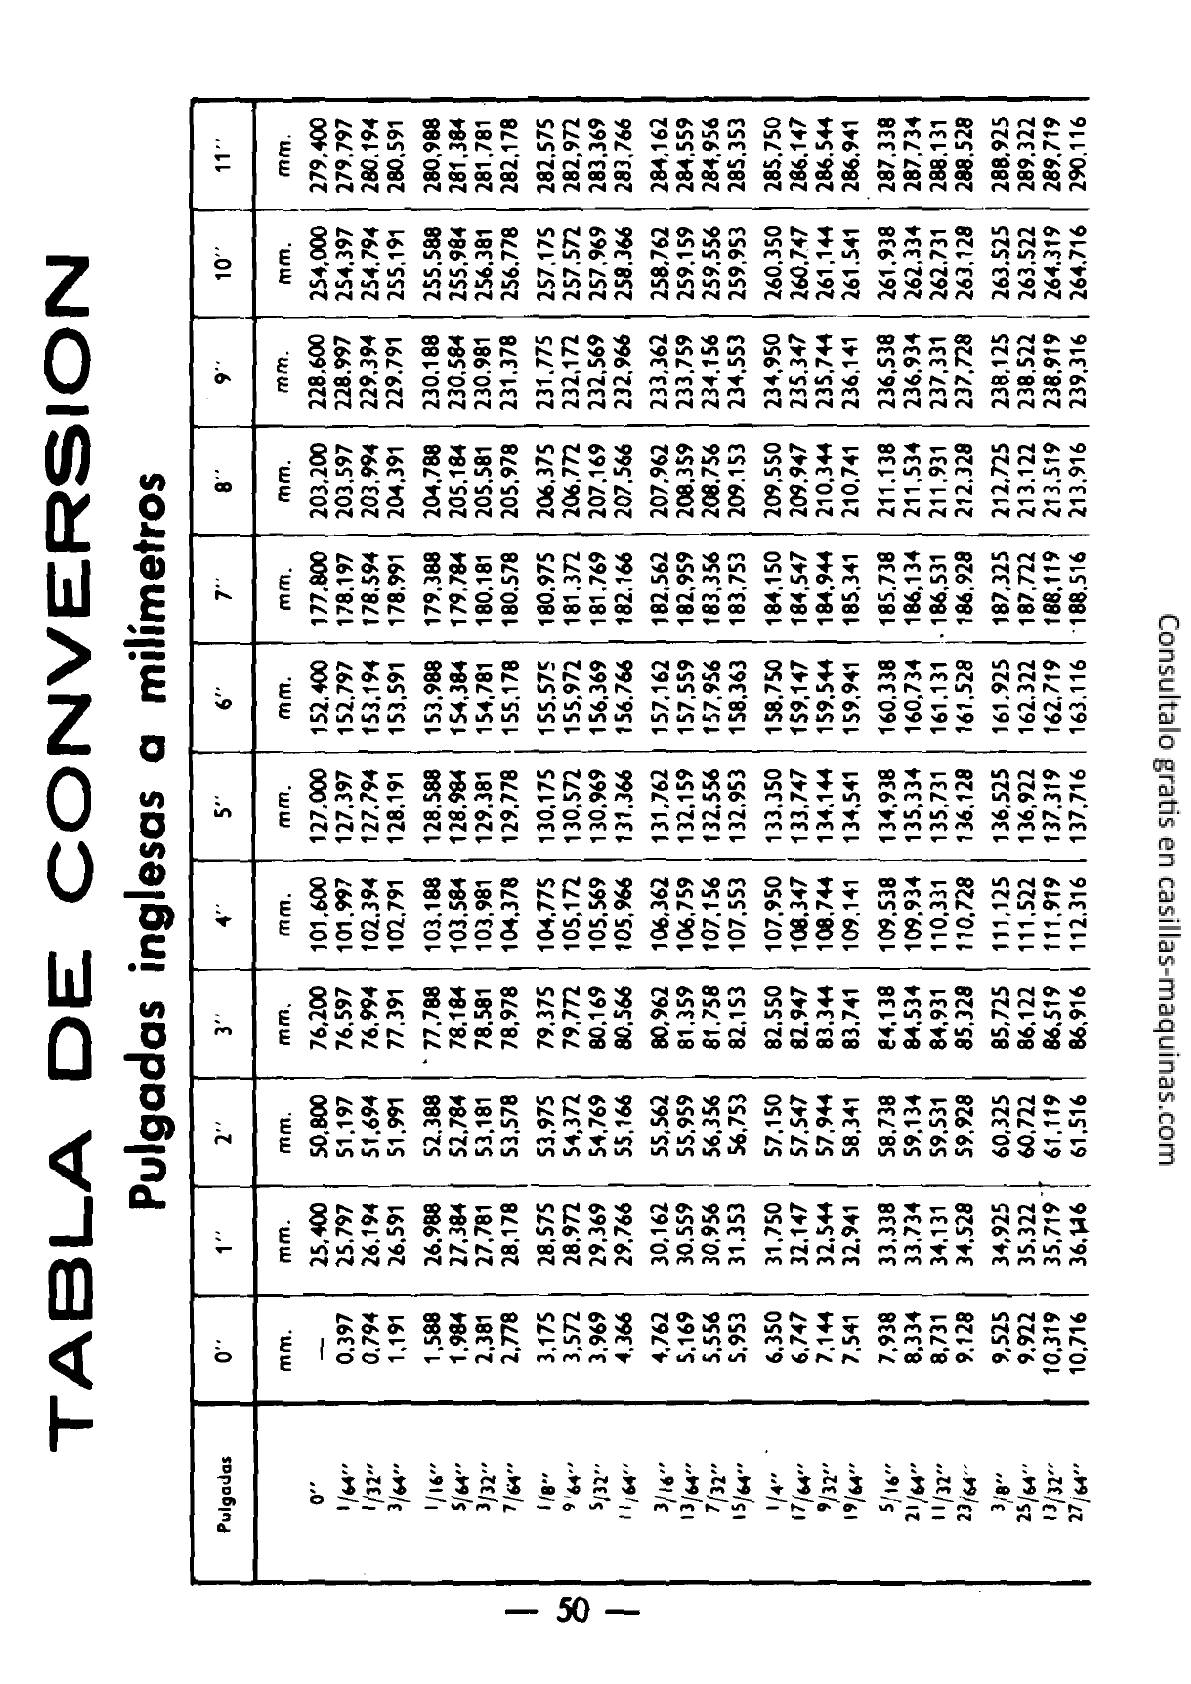 TABLA DE CONVERSION
Pulgadas inglesas a milímetros
Pulgadas 0'' 1'' 2'' 3'' 4'' 5'' 6'' 7'' 8'' 9'' 10'' 11''
mm. mm. mm. mm. mm. mm. mm. mm. mm. mm. mm. mm.
0'' — 25,400 50,800 76,200 101,600 127,000 152,400 177,800 203,200 228,600 254,000 279,400
1/64'' 0,397 25,797 51,197 76,597 101,997 127,397 152,797 178,197 203,597 228,997 254,397 279,797
1/32'' 0,794 26,194 51,694 76,994 102,394 127,794 153,194 178,594 203,994 229,394 254,794 280,194
3/64'' 1,191 26,591 51,991 77,391 102,791 128,191 153,591 178,991 204,391 229,791 255,191 280,591
1/16'' 1,588 26,988 52,388 77,788 103,188 128,588 153,988 179,388 204,788 230,188 255,588 280,988
5/64'' 1,984 27,384 52,784 78,184 103,584 128,984 154,384 179,784 205,184 230,584 255,984 281,384
3/32'' 2,381 27,781 53,181 78,581 103,981 129,381 154,781 180,181 205,581 230,981 256,381 281,781
7/64'' 2,778 28,178 53,578 78,978 104,378 129,778 155,178 180,578 205,978 231,378 256,778 282,178
1/8'' 3,175 28,575 53,975 79,375 104,775 130,175 155,575 180,975 206,375 231,775 257,175 282,575
9/64'' 3,572 28,972 54,372 79,772 105,172 130,572 155,972 181,372 206,772 232,172 257,572 282,972
5/32'' 3,969 29,369 54,769 80,169 105,569 130,969 156,369 181,769 207,169 232,569 257,969 283,369
11/64'' 4,366 29,766 55,166 80,566 105,966 131,366 156,766 182,166 207,566 232,966 258,366 283,766
3/16'' 4,762 30,162 55,562 80,962 106,362 131,762 157,162 182,562 207,962 233,362 258,762 284,162
13/64'' 5,169 30,559 55,959 81,359 106,759 132,159 157,559 182,959 208,359 233,759 259,159 284,559
7/32'' 5,556 30,956 56,356 81,758 107,156 132,556 157,956 183,356 208,756 234,156 259,556 284,956
15/64'' 5,953 31,353 56,753 82,153 107,553 132,953 158,363 183,753 209,153 234,553 259,953 285,353
1/4'' 6,350 31,750 57,150 82,550 107,950 133,350 158,750 184,150 209,550 234,950 260,350 285,750
17/64'' 6,747 32,147 57,547 82,947 108,347 133,747 159,147 184,547 209,947 235,347 260,747 286,147
9/32'' 7,144 32,544 57,944 83,344 108,744 134,144 159,544 184,944 210,344 235,744 261,144 286,544
19/64'' 7,541 32,941 58,341 83,741 109,141 134,541 159,941 185,341 210,741 236,141 261,541 286,941
5/16'' 7,938 33,338 58,738 84,138 109,538 134,938 160,338 185,738 211,138 236,538 261,938 287,338
21/64'' 8,334 33,734 59,134 84,534 109,934 135,334 160,734 186,134 211,534 236,934 262,334 287,734
11/32'' 8,731 34,131 59,531 84,931 110,331 135,731 161,131 186,531 211,931 237,331 262,731 288,131
23/64'' 9,128 34,528 59,928 85,328 110,728 136,128 161,528 186,928 212,328 237,728 263,128 288,528
3/8'' 9,525 34,925 60,325 85,725 111,125 136,525 161,925 187,325 212,725 238,125 263,525 288,925
25/64'' 9,922 35,322 60,722 86,122 111,522 136,922 162,322 187,722 213,122 238,522 263,522 289,322
13/32'' 10,319 35,719 61,119 86,519 111,919 137,319 162,719 188,119 213,519 238,919 264,319 289,719
27/64'' 10,716 36,116 61,516 86,916 112,316 137,716 163,116 188,516 213,916 239,316 264,716 290,116
— 50 —
Consultalo gratis en casillas-maquinas.com